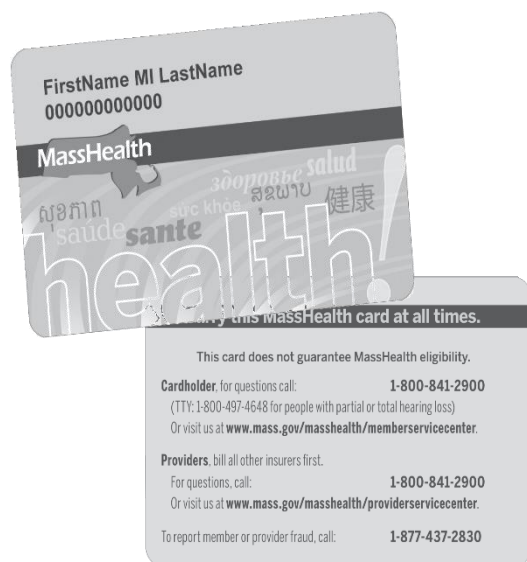 FirstName MI LastName
000000000000
MassHealth
здоровье salud
សុខភាព sức khỏe ສຸຂພາບ 健康
saúde sante
health!
this MassHealth card at all times.
This card does not guarantee MassHealth eligibility.
Cardholder, for questions call: 1-800-841-2900
(TTY: 1-800-497-4648 for people with partial or total hearing loss)
Or visit us at www.mass.gov/masshealth/memberservicecenter.
Providers, bill all other insurers first.
For questions, call: 1-800-841-2900
Or visit us at www.mass.gov/masshealth/providerservicecenter.
To report member or provider fraud, call: 1-877-437-2830